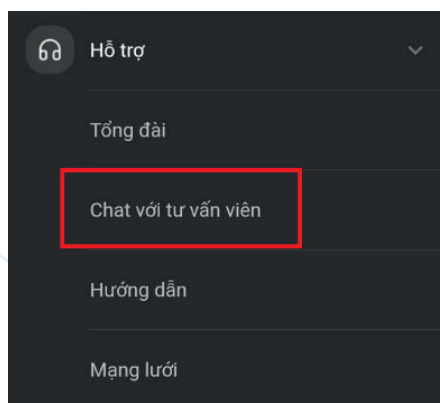 Hỗ trợ
Tổng đài
Chat với tư vấn viên
Hướng dẫn
Mạng lưới